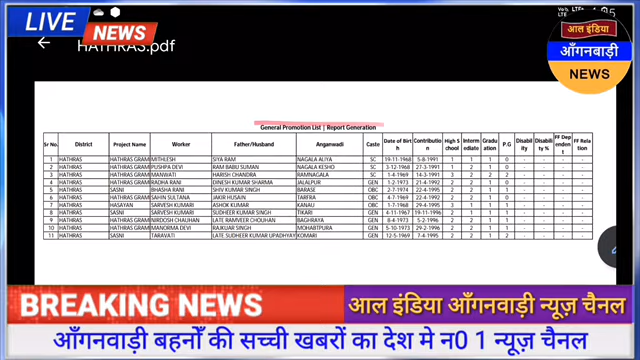 LIVE NEWS
HATHRAS.pdf
आल इंडिया
आँगनबाड़ी
NEWS
General Promotion List | Report Generation
Sr No. District Project Name Worker Father/Husband Anganwadi Caste Date of Birth Contribution High School Intermediate Graduation P.G Disability Disability % FF Dependent FF Relation
1 HATHRAS HATHRAS GRAM MITHLESH SIYA RAM NAGALA ALIYA SC 19-11-1968 5-8-1991 1 1 1 0 - - - -
2 HATHRAS HATHRAS GRAM PUSHPA DEVI RAM BABU SUMAN NAGALA KESHO SC 3-12-1968 27-3-1991 1 2 1 0 - - - -
3 HATHRAS HATHRAS GRAM MANWATI HARISH CHANDRA RAMNAGALA SC 1-4-1969 14-3-1991 3 2 2 2 - - - -
4 HATHRAS HATHRAS GRAM RADHA RANI DINESH KUMAR SHARMA JALALPUR GEN 1-2-1973 21-4-1992 2 2 1 0 - - - -
5 HATHRAS SASNI BHASHA RANI SHIV KUMAR SINGH BARASE OBC 2-7-1974 22-4-1995 2 2 1 1 - - - -
6 HATHRAS HATHRAS GRAM SAHIN SULTANA JAKIR HUSAIN TARFRA OBC 4-7-1969 22-4-1992 2 2 1 0 - - - -
7 HATHRAS HASAYAN SARVESH KUMARI ASHOK KUMAR OBC 1-7-1974 29-4-1995 3 1 1 1 - - - -
8 HATHRAS SASNI SARVESH KUMARI SUDHEER KUMAR SINGH TIKARI GEN 4-11-1967 19-11-1996 2 2 1 1 - - - -
9 HATHRAS HATHRAS GRAM BIRDOSH CHAUHAN LATE RAMVEER CHOUHAN BAGHRAYA GEN 8-4-1973 5-2-1996 2 2 1 1 - - - -
10 HATHRAS HATHRAS GRAM MANORMA DEVI RAJKUAR SINGH MOHABTPURA GEN 5-10-1973 29-2-1996 2 1 1 0 - - - -
11 HATHRAS SASNI TARAVATI LATE SUDHEER KUMAR UPADHYAY KOMARI GEN 12-5-1969 7-4-1995 2 2 1 2 - - - -
BREAKING NEWS आल इंडिया आँगनवाड़ी न्यूज़ चैनल
आँगनवाड़ी बहनोँ की सच्ची खबरों का देश मे न0 1 न्यूज़ चैनल